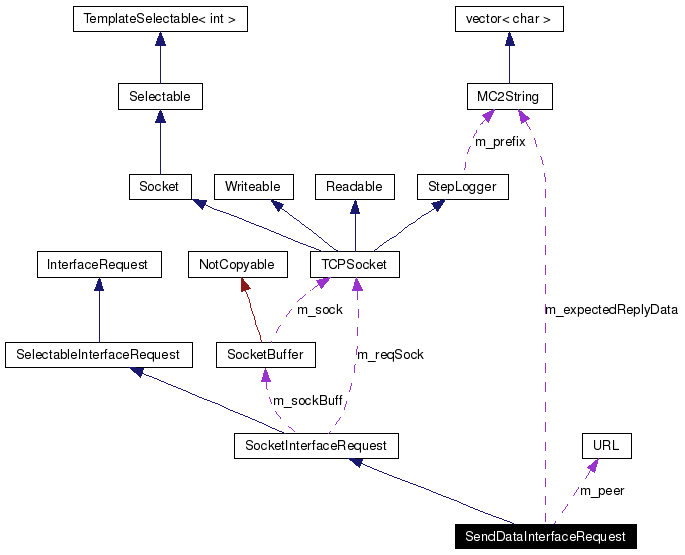 TemplateSelectable< int >
vector< char >
Selectable
MC2String
m_prefix
Socket
Writeable
Readable
StepLogger
InterfaceRequest
NotCopyable
TCPSocket
m_sock
m_expectedReplyData
SelectableInterfaceRequest
SocketBuffer
m_reqSock
m_sockBuff
SocketInterfaceRequest
URL
m_peer
SendDataInterfaceRequest